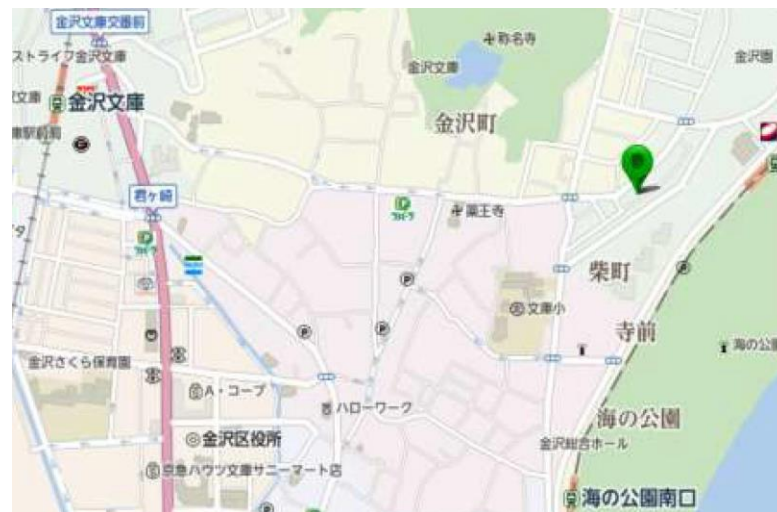 金沢文庫交番前
ストライフ金沢文庫
称名寺
金沢文庫
金沢園
文庫
金沢文庫
金沢町
君ヶ崎
薬王寺
柴町
文庫小
寺前
海の公園
金沢さくら保育園
A・コープ
ハローワーク
海の公園
金沢区役所
金沢総合ホール
京急ハウツ文庫サニーマート店
海の公園南口